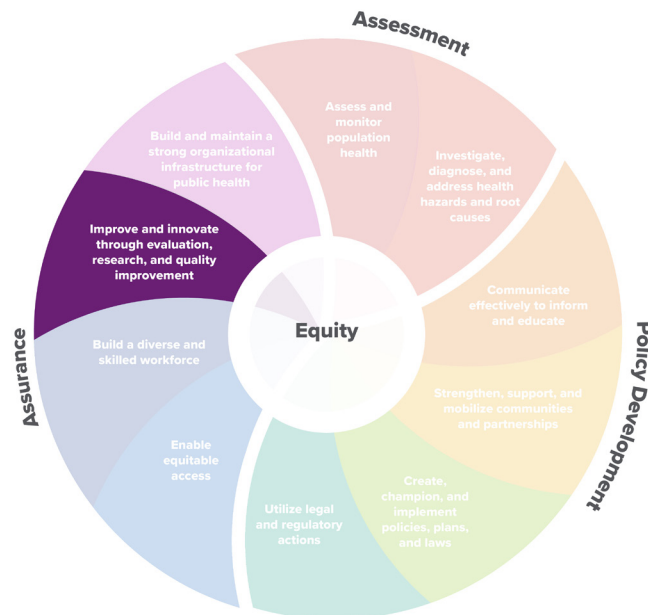 Assessment
Assess and
monitor
population
health
Investigate,
diagnose, and
address health
hazards and root
causes
Policy Development
Communicate
effectively to inform
and educate
Strengthen, support, and
mobilize communities
and partnerships
Create,
champion, and
implement
policies, plans,
and laws
Utilize legal
and regulatory
actions
Assurance
Enable
equitable
access
Build a diverse and
skilled workforce
Improve and innovate
through evaluation,
research, and quality
improvement
Build and maintain a
strong organizational
infrastructure for
public health
Equity